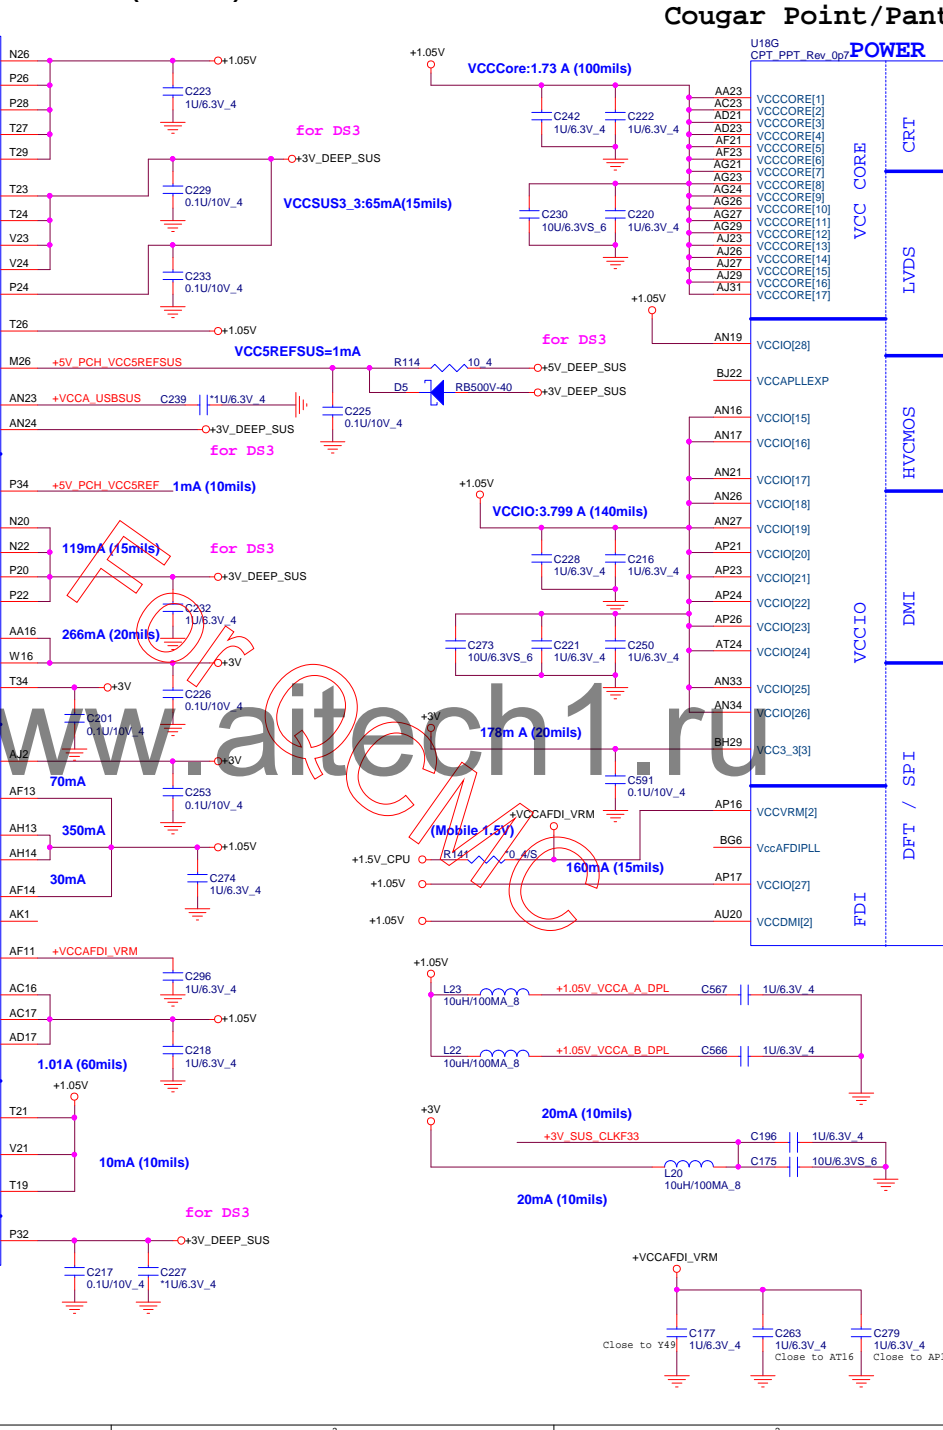 Cougar Point/Pant
U18G
CPT_PPT_Rev_0p7
POWER
N26
P26
P28
T27
T29
+1.05V
C223
1U/6.3V_4
for DS3
+3V_DEEP_SUS
T23
T24
V23
V24
P24
C229
0.1U/10V_4
VCCSUS3_3:65mA(15mils)
C233
0.1U/10V_4
T26
+1.05V
M26
+5V_PCH_VCC5REFSUS
VCC5REFSUS=1mA
R114
10_4
for DS3
+5V_DEEP_SUS
D5
RB500V-40
+3V_DEEP_SUS
AN23
+VCCA_USBSUS
C239
*1U/6.3V_4
C225
0.1U/10V_4
AN24
+3V_DEEP_SUS
for DS3
P34
+5V_PCH_VCC5REF
1mA (10mils)
N20
N22
P20
P22
119mA (15mils)
for DS3
+3V_DEEP_SUS
C232
1U/6.3V_4
AA16
W16
266mA (20mils)
+3V
C226
0.1U/10V_4
T34
+3V
C201
0.1U/10V_4
AJ2
+3V
C253
0.1U/10V_4
70mA
AF13
AH13
350mA
AH14
30mA
AF14
+1.05V
C274
1U/6.3V_4
AK1
AF11
+VCCAFDI_VRM
C296
1U/6.3V_4
AC16
AC17
AD17
+1.05V
C218
1U/6.3V_4
1.01A (60mils)
+1.05V
T21
V21
T19
10mA (10mils)
for DS3
P32
+3V_DEEP_SUS
C217
0.1U/10V_4
C227
*1U/6.3V_4
+1.05V
VCCCore:1.73 A (100mils)
C242
1U/6.3V_4
C222
1U/6.3V_4
C230
10U/6.3VS_6
C220
1U/6.3V_4
AA23 VCCCORE[1]
AC23 VCCCORE[2]
AD21 VCCCORE[3]
AD23 VCCCORE[4]
AF21 VCCCORE[5]
AF23 VCCCORE[6]
AG21 VCCCORE[7]
AG23 VCCCORE[8]
AG24 VCCCORE[9]
AG26 VCCCORE[10]
AG27 VCCCORE[11]
AG29 VCCCORE[12]
AJ23 VCCCORE[13]
AJ26 VCCCORE[14]
AJ27 VCCCORE[15]
AJ29 VCCCORE[16]
AJ31 VCCCORE[17]
VCC CORE
CRT
LVDS
+1.05V
AN19 VCCIO[28]
BJ22 VCCAPLLEXP
AN16 VCCIO[15]
AN17 VCCIO[16]
AN21 VCCIO[17]
AN26 VCCIO[18]
AN27 VCCIO[19]
AP21 VCCIO[20]
AP23 VCCIO[21]
AP24 VCCIO[22]
AP26 VCCIO[23]
AT24 VCCIO[24]
AN33 VCCIO[25]
AN34 VCCIO[26]
BH29 VCC3_3[3]
AP16 VCCVRM[2]
BG6 VccAFDIPLL
AP17 VCCIO[27]
AU20 VCCDMI[2]
HVCMOS
VCCIO
DMI
DFT / SPI
FDI
+1.05V
VCCIO:3.799 A (140mils)
C228
1U/6.3V_4
C216
1U/6.3V_4
C273
10U/6.3VS_6
C221
1U/6.3V_4
C250
1U/6.3V_4
+3V
178m A (20mils)
C591
0.1U/10V_4
(Mobile 1.5V)
+VCCAFDI_VRM
+1.5V_CPU
R141
*0_4/S
160mA (15mils)
+1.05V
+1.05V
For QCMC
www.aitech1.ru
+1.05V
L23
10uH/100MA_8
+1.05V_VCCA_A_DPL
C567
1U/6.3V_4
L22
10uH/100MA_8
+1.05V_VCCA_B_DPL
C566
1U/6.3V_4
+3V
20mA (10mils)
+3V_SUS_CLKF33
C196
1U/6.3V_4
L20
10uH/100MA_8
C175
10U/6.3VS_6
20mA (10mils)
+VCCAFDI_VRM
C177
1U/6.3V_4
Close to Y49
C263
1U/6.3V_4
Close to AT16
C279
1U/6.3V_4
Close to AP